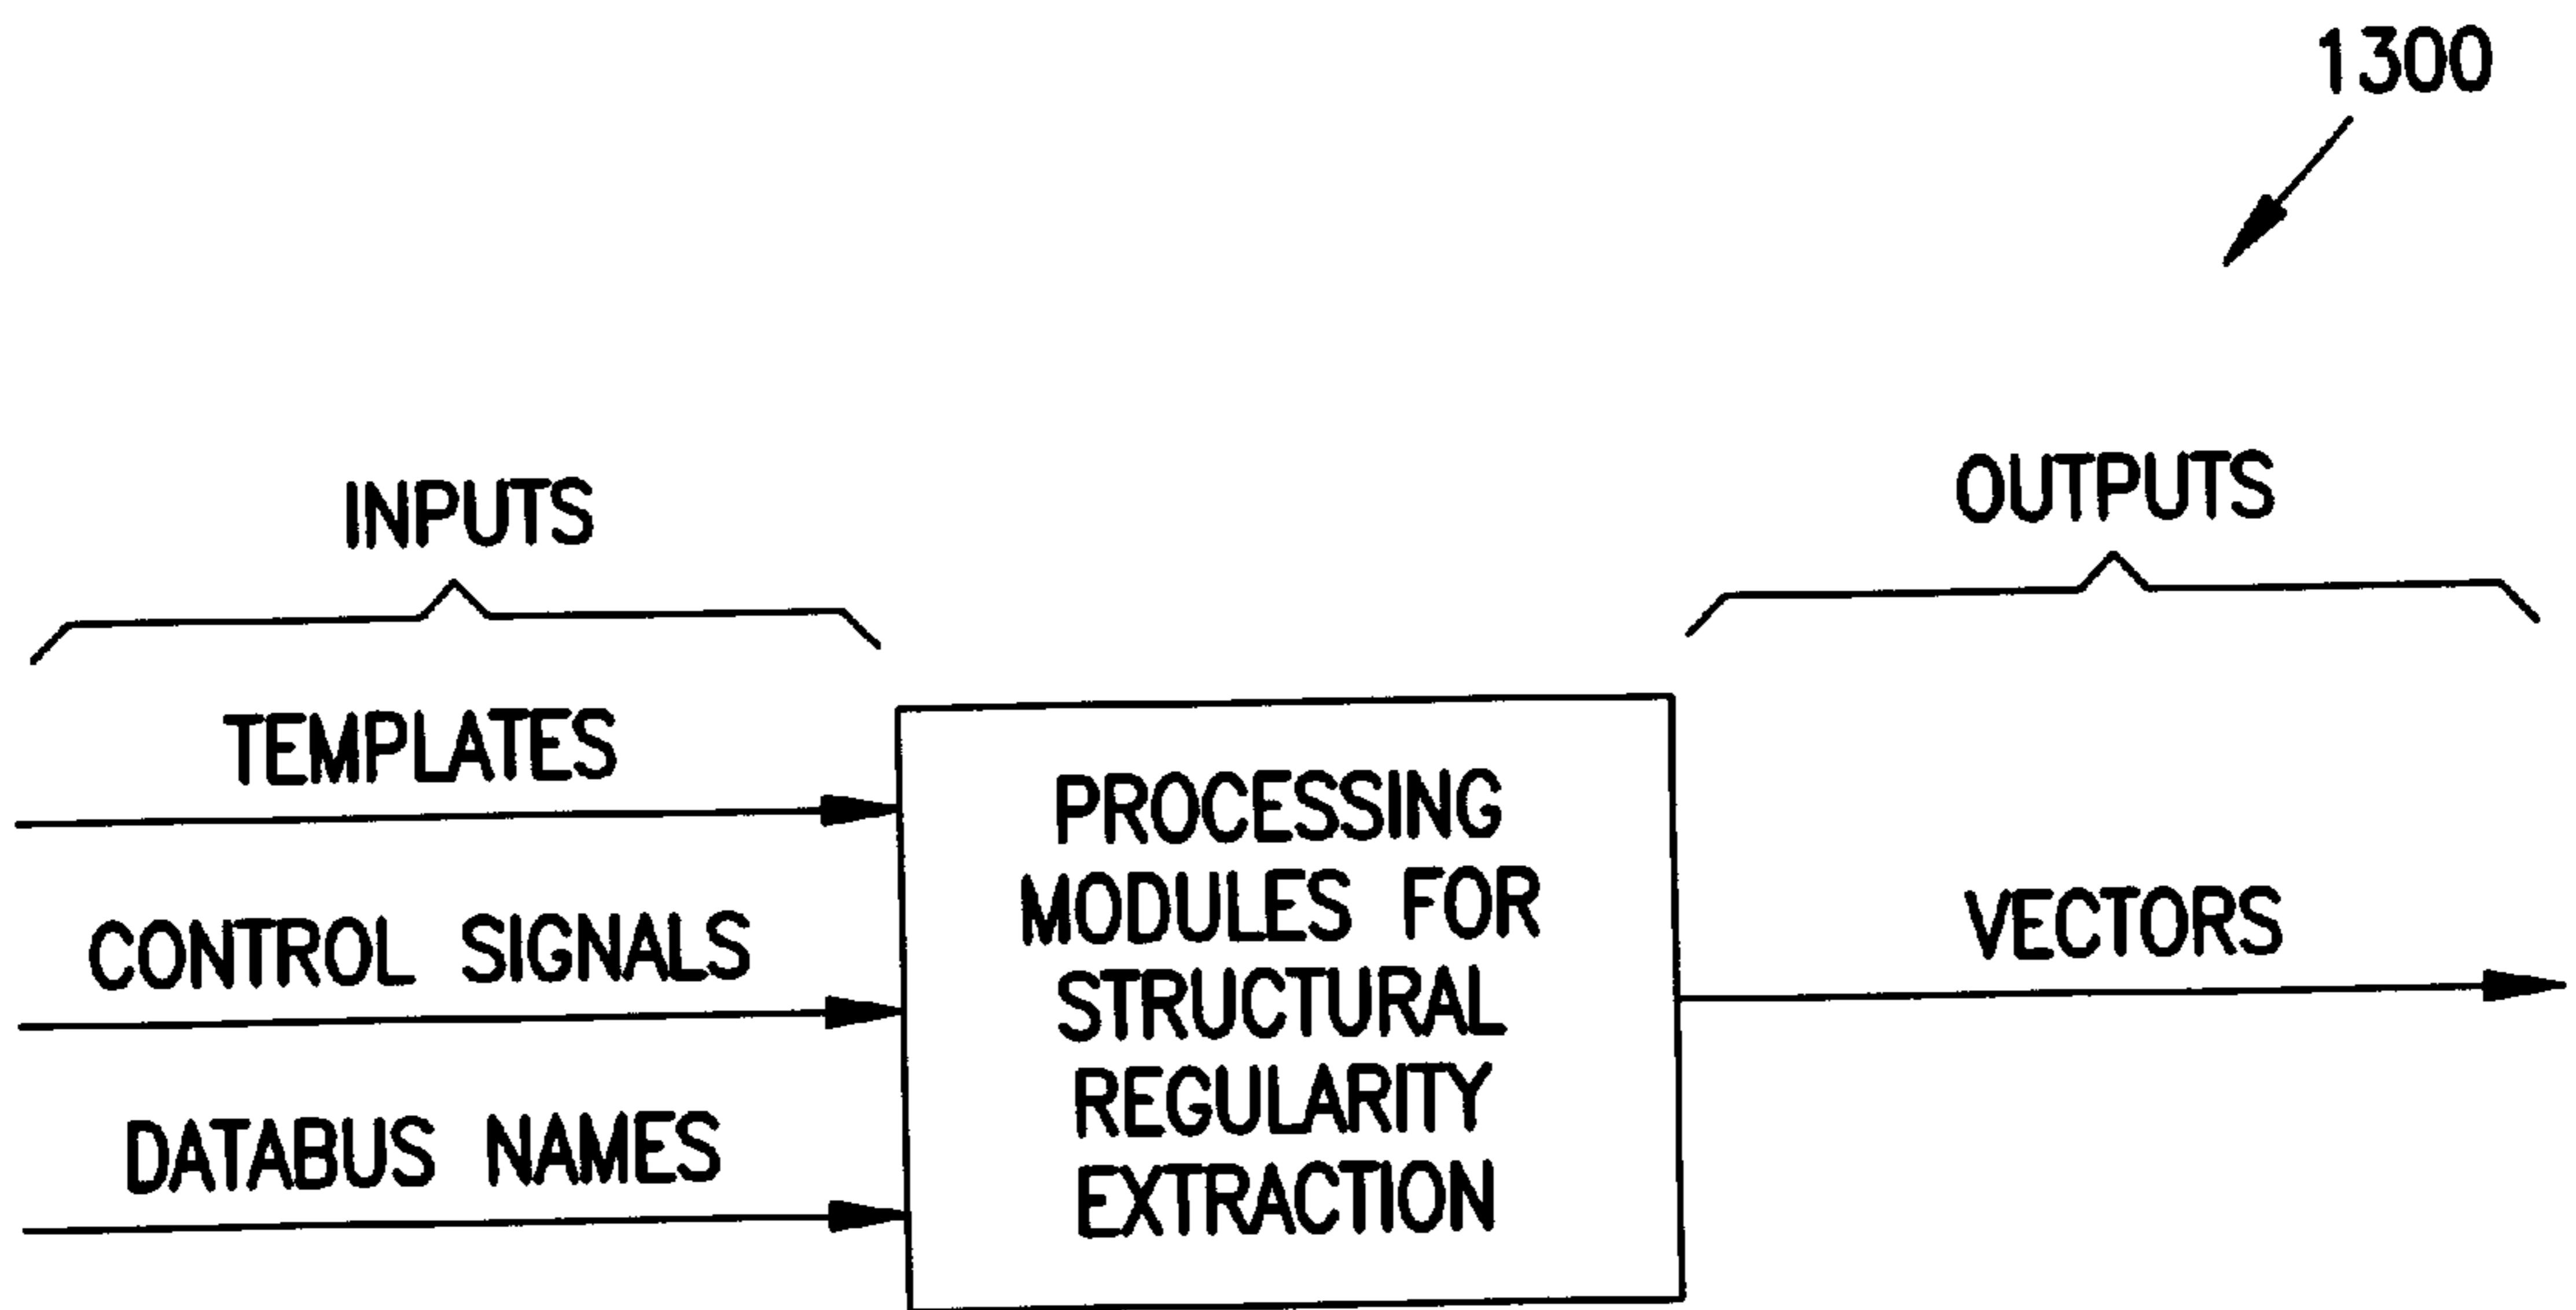 1300
INPUTS
OUTPUTS
TEMPLATES
CONTROL SIGNALS
DATABUS NAMES
PROCESSING
MODULES FOR
STRUCTURAL
REGULARITY
EXTRACTION
VECTORS